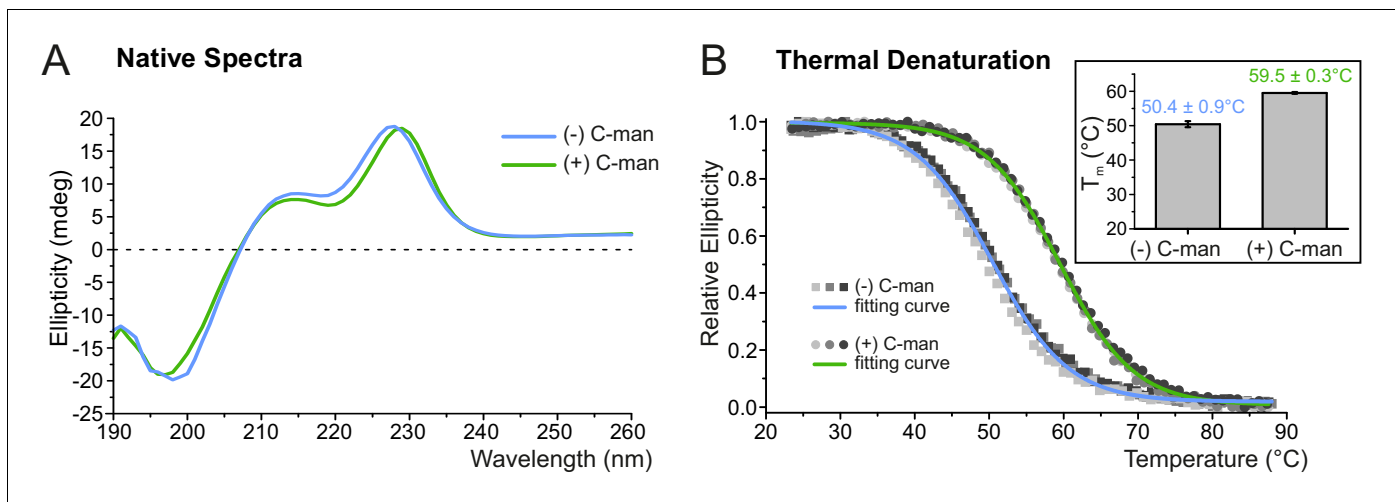 A Native Spectra
Ellipticity (mdeg)
20
15
10
5
0
-5
-10
-15
-20
-25
190 200 210 220 230 240 250 260
Wavelength (nm)
(-) C-man
(+) C-man
B Thermal Denaturation
Relative Ellipticity
1.0
0.8
0.6
0.4
0.2
0.0
20 30 40 50 60 70 80 90
Temperature (°C)
(-) C-man
fitting curve
(+) C-man
fitting curve
Tm (°C)
60
50
40
30
20
50.4 ± 0.9°C
59.5 ± 0.3°C
(-) C-man (+) C-man